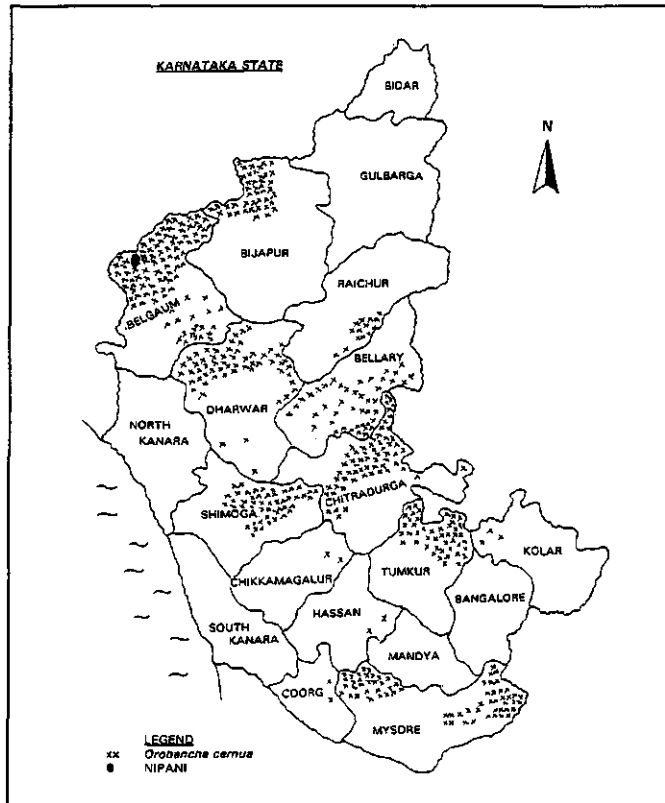 KARNATAKA STATE
BIDAR
N
GULBARGA
BIJAPUR
RAICHUR
BELGAUM
BELLARY
DHARWAR
NORTH
KANARA
CHITRADURGA
SHIMOGA
KOLAR
TUMKUR
CHIKKAMAGALUR
BANGALORE
HASSAN
SOUTH
KANARA
MANDYA
COORG
MYSORE
LEGEND
xx Orobanche cernua
NIPANI